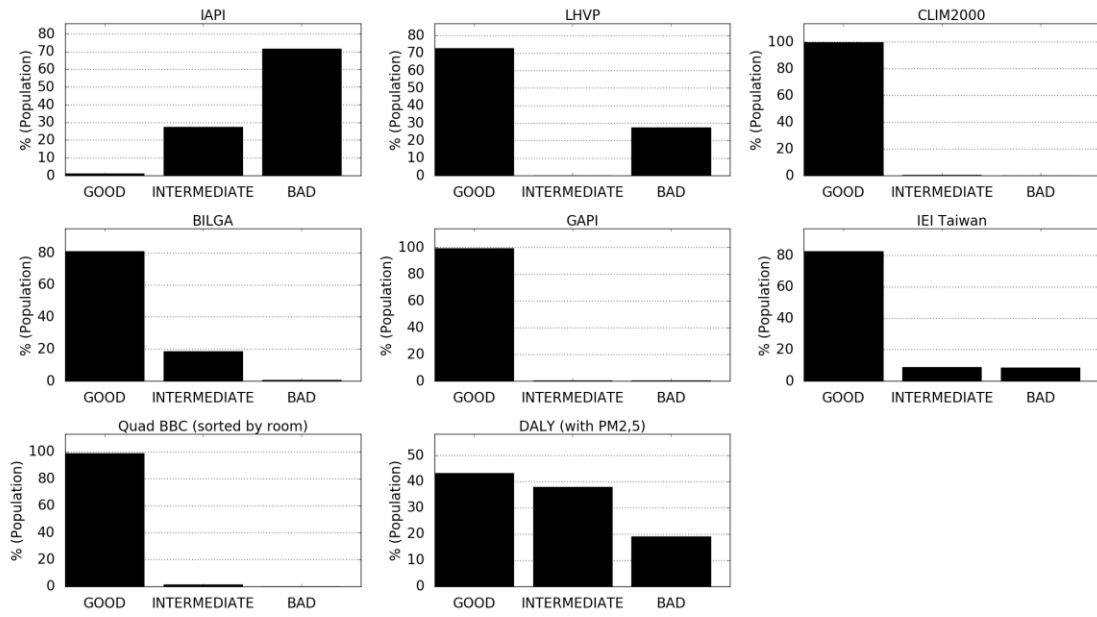 IAPI
% (Population)
80
70
60
50
40
30
20
10
0
GOOD INTERMEDIATE BAD
LHVP
% (Population)
80
70
60
50
40
30
20
10
0
GOOD INTERMEDIATE BAD
CLIM2000
% (Population)
100
80
60
40
20
0
GOOD INTERMEDIATE BAD
BILGA
% (Population)
80
60
40
20
0
GOOD INTERMEDIATE BAD
GAPI
% (Population)
100
80
60
40
20
0
GOOD INTERMEDIATE BAD
IEI Taiwan
% (Population)
80
60
40
20
0
GOOD INTERMEDIATE BAD
Quad BBC (sorted by room)
% (Population)
100
80
60
40
20
0
GOOD INTERMEDIATE BAD
DALY (with PM2,5)
% (Population)
50
40
30
20
10
0
GOOD INTERMEDIATE BAD